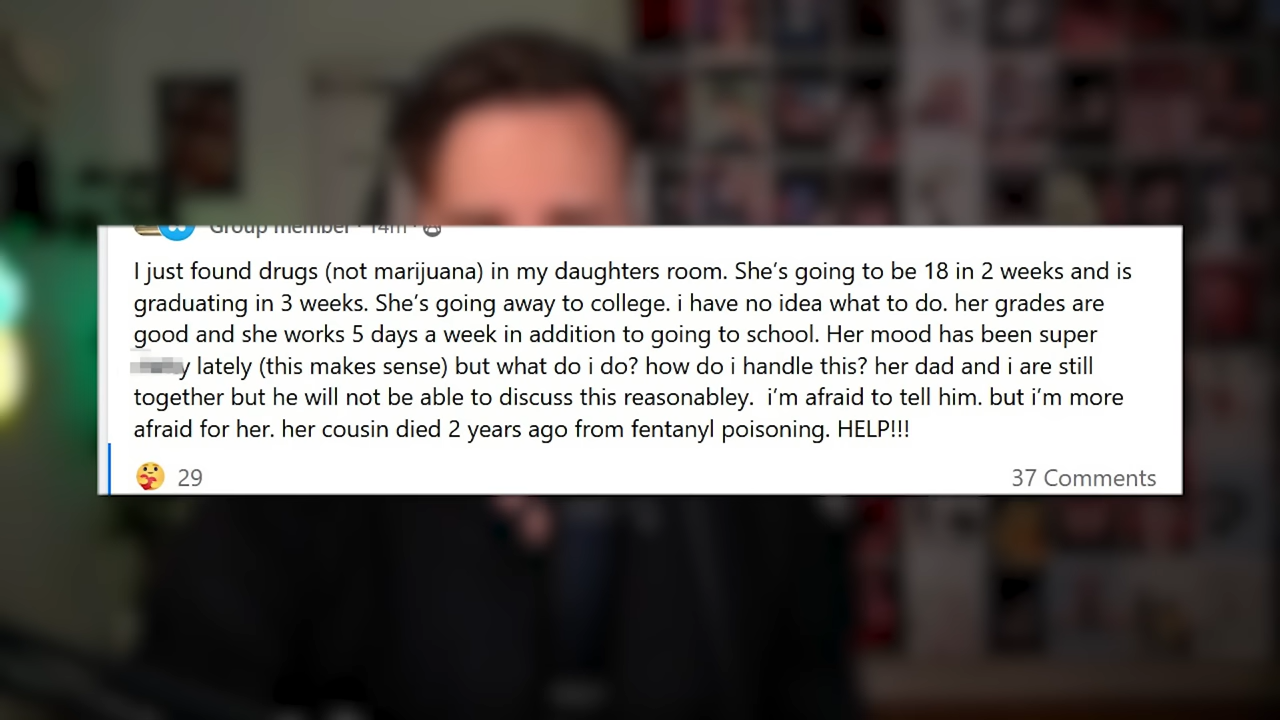 Group member · 14m ·
I just found drugs (not marijuana) in my daughters room. She’s going to be 18 in 2 weeks and is
graduating in 3 weeks. She’s going away to college. i have no idea what to do. her grades are
good and she works 5 days a week in addition to going to school. Her mood has been super
lately (this makes sense) but what do i do? how do i handle this? her dad and i are still
together but he will not be able to discuss this reasonabley.  i’m afraid to tell him. but i’m more
afraid for her. her cousin died 2 years ago from fentanyl poisoning. HELP!!!
29
37 Comments